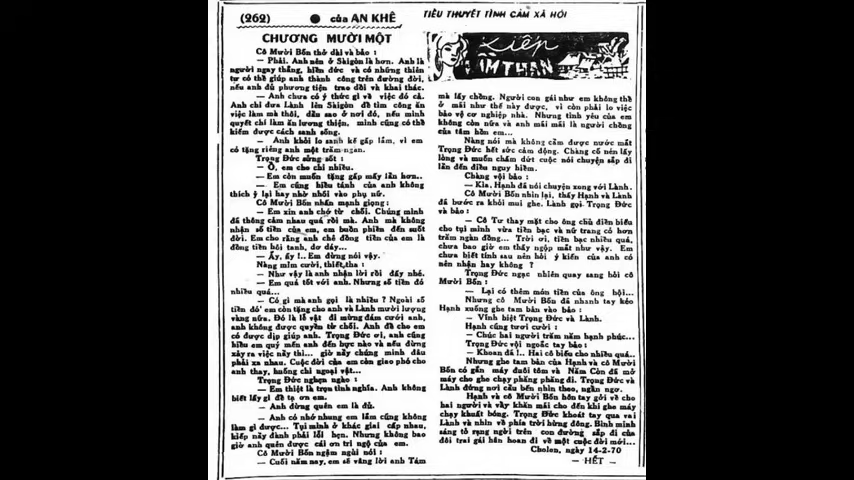 (262)
● của AN KHÊ
TIỂU THUYẾT TÌNH CẢM XÃ HỘI
CHƯƠNG MƯỜI MỘT
Kiếp
CẦM THÂN
Cô Mười Bốn thở dài và bảo :
— Phải. Anh nên ở Sàigòn là hơn. Anh là
người ngay thẳng, hiền đức và có những thiên
tư có thể giúp anh thành công trên đường đời,
nếu anh đủ phương tiện trao dồi và khai thác.
— Anh chưa có ý thức gì về việc đó cả.
Anh chỉ đưa Lành lên Sàigòn để tìm công ăn
việc làm mà thôi, dầu sao ở nơi đó, nếu mình
quyết chí làm ăn lương thiện, mình cũng có thể
kiếm được cách sanh sống.
— Anh khỏi lo sanh kế gấp lắm, vì em
có tặng riêng anh một trăm ngàn.
Trọng Đức sửng sốt :
— Ồ, em cho chi nhiều.
— Em còn muốn tặng gấp mấy lần hơn..
— Em cũng hiểu tánh của anh không
thích ỷ lại hay nhờ nhỏi vào phụ nữ.
Cô Mười Bốn nhấn mạnh giọng :
— Em xin anh chớ từ chối. Chúng mình
đã thông cảm nhau quá rồi mà. Anh mà không
nhận số tiền của em, em buồn phiền đến suốt
đời. Em cho rằng anh chê đồng tiền của em là
đồng tiền hôi tanh, dơ dáy...
— Ấy, ấy !.. Em đừng nói vậy.
Nàng mỉm cười, thiết tha :
— Như vậy là anh nhận lời rồi đấy nhé.
— Em quá tốt với anh. Nhưng số tiền đó
nhiều quá...
— Có gì mà anh gọi là nhiều ? Ngoài số
tiền đó' em còn tặng cho anh và Lành mười lượng
vàng nữa. Đó là lễ vật đi mừng đám cưới anh,
anh không được quyền từ chối. Anh để cho em
có được dịp giúp anh. Trọng Đức ơi, anh cũng
hiểu em quý mến anh đến bực nào và nếu đừng
xảy ra việc nầy thì... giờ nầy chúng mình đâu
phải xa nhau. Cuộc đời của em còn giao phó cho
anh thay, huống chi ngoại vật...
Trọng Đức nghẹn ngào :
— Em thiệt là trọn tình nghĩa. Anh không
biết lấy gì để tạ ơn em.
— Anh đừng quên em là đủ.
— Anh có nhớ nhung em lắm cũng không
làm gì được... Tụi mình ở khác giai cấp nhau,
kiếp nầy đành phải lỗi hẹn. Nhưng không bao
giờ anh quên được cái ơn tri ngộ của em.
Cô Mười Bốn ngậm ngùi nói :
— Cuối năm nay, em sẽ vâng lời anh Tám
mà lấy chồng. Người con gái như em không thể
ở mãi như thế này được, vì còn phải lo việc
bảo vệ cơ nghiệp nhà. Nhưng tình yêu của em
không còn nữa và anh mãi mãi là người chồng
của tâm hồn em...
Nàng nói mà không cầm được nước mắt
Trọng Đức hết sức cảm động. Chàng cố nén lấy
lòng và muốn chấm dứt cuộc nói chuyện sắp đi
lần đến điều nguy hiểm.
Chàng vội bảo :
— Kìa, Hạnh đã nói chuyện xong với Lành.
Cô Mười Bốn nhìn lại, thấy Hạnh và Lành
đã bước ra khỏi mui ghe. Lành gọi Trọng Đức
và bảo :
— Cô Tư thay mặt cho ông chủ điền biếu
cho tụi mình vừa tiền bạc và nữ trang có hơn
trăm ngàn đồng... Trời ơi, tiền bạc nhiều quá,
chưa bao giờ em thấy ngộp mắt như vậy. Em
chưa biết tính sau nên hỏi ý kiến của anh có
nên nhận hay không ?
Trọng Đức ngạc nhiên quay sang hỏi cô
Mười Bốn :
— Lại có thêm món tiền của ông hội...
Nhưng cô Mười Bốn đã nhanh tay kéo
Hạnh xuống ghe tam bản vào bảo :
— Vĩnh biệt Trọng Đức và Lành.
Hạnh cũng tươi cười :
— Chúc hai người trăm năm hạnh phúc...
Trọng Đức vội ngoắc tay bảo :
— Khoan đã !.. Hai cô biếu cho nhiều quá..
Nhưng ghe tam bản của Hạnh và cô Mười
Bốn có gắn máy đuôi tôm và Năm Còn đã mở
máy cho ghe chạy phăng phăng đi. Trọng Đức và
Lành đứng nơi cầu bến nhìn theo, ngẩn ngơ.
Hạnh và cô Mười Bốn hôn tay gởi về cho
hai người và vẫy khăn mãi cho đến khi ghe máy
chạy khuất bóng. Trọng Đức khoát tay qua vai
Lành và nhìn về phía trời hừng đông. Bình minh
sáng tỏ rạng ngời trên con đường sắp đi của
đôi trai gái hân hoan đi về một cuộc đời mới...
Cholon, ngày 14-2-70
— HẾT —